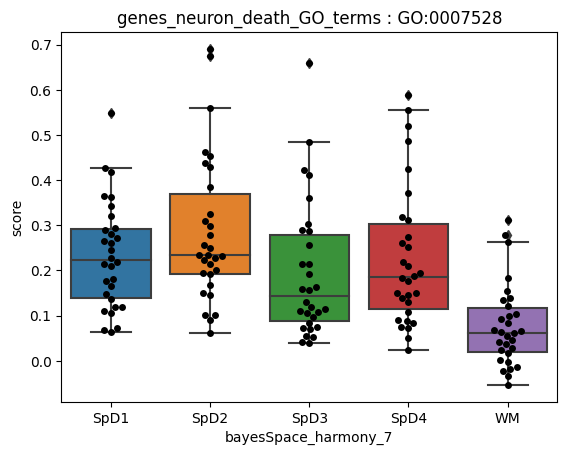 genes_neuron_death_GO_terms : GO:0007528
0.7
0.6
0.5
0.4
0.3
0.2
0.1
0.0
score
SpD1 SpD2 SpD3 SpD4 WM
bayesSpace_harmony_7